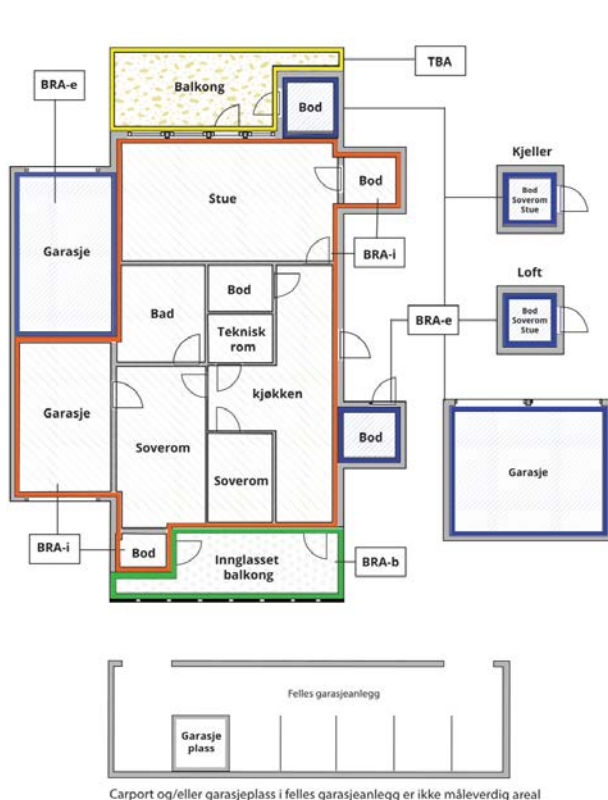 TBA
BRA-e
Balkong
Bod
Kjeller
Bod
Soverom
Stue
Stue
Bod
Garasje
BRA-i
Loft
Bod
Soverom
Stue
Bod
Bad
Teknisk
rom
BRA-e
kjøkken
Garasje
Bod
Soverom
Soverom
Garasje
BRA-i
Bod
Innglasset
balkong
BRA-b
Felles garasjeanlegg
Garasje
plass
Carport og/eller garasjeplass i felles garasjeanlegg er ikke måleverdig areal